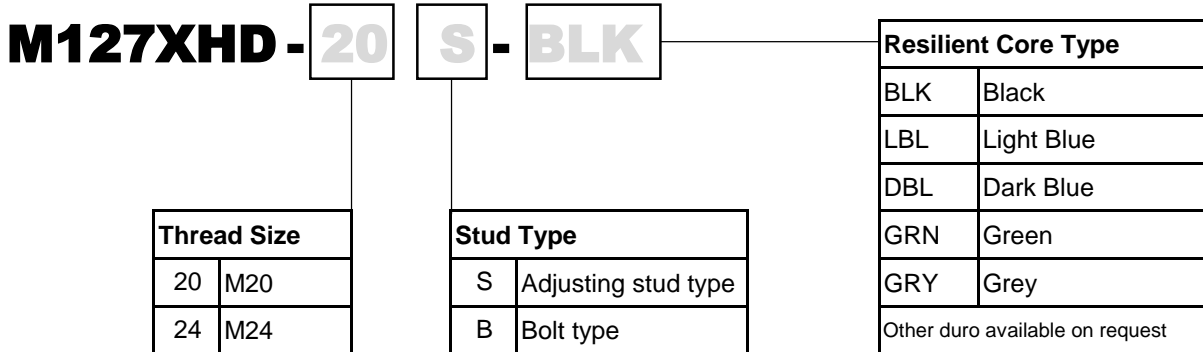 M127XHD - 20 S - BLK
Resilient Core Type
BLK Black
LBL Light Blue
DBL Dark Blue
GRN Green
GRY Grey
Other duro available on request
Thread Size
20 M20
24 M24
Stud Type
S Adjusting stud type
B Bolt type